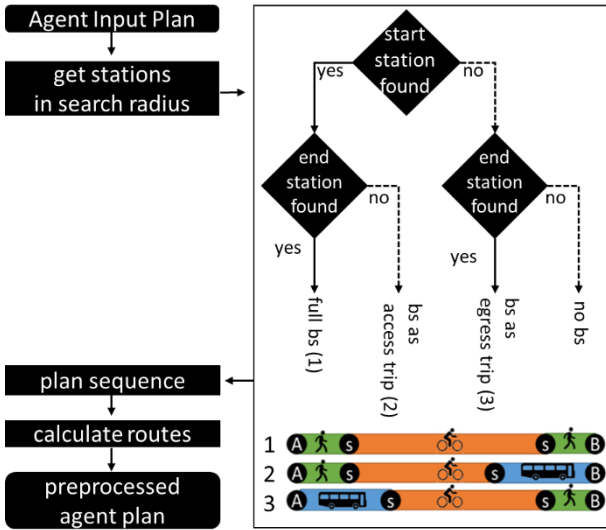 Agent Input Plan
get stations
in search radius
start
station
found
yes
no
end
station
found
no
yes
end
station
found
no
yes
full bs (1)
bs as
access trip (2)
bs as
egress trip (3)
no bs
plan sequence
calculate routes
preprocessed
agent plan
1 A s s B
2 A s s B
3 A s s B